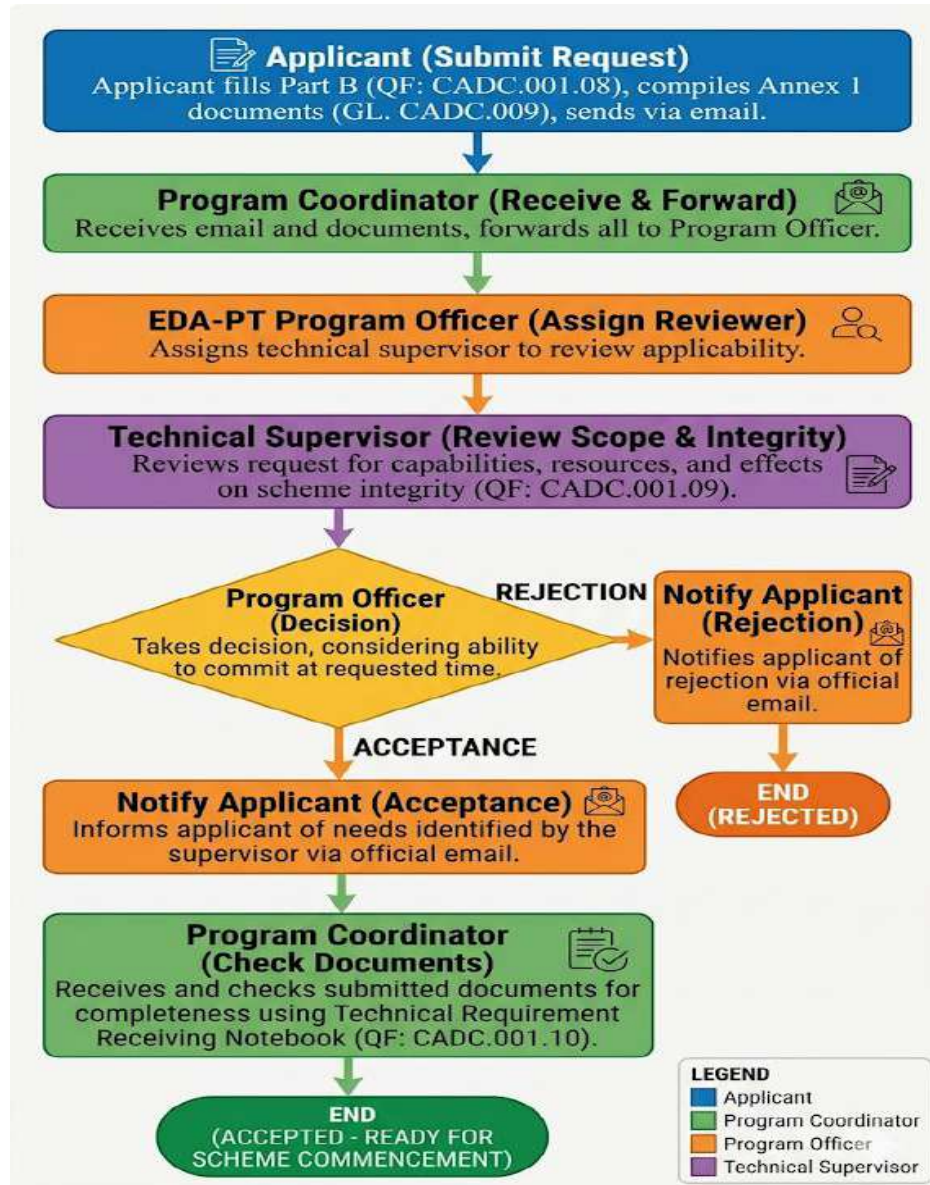 Applicant (Submit Request)
Applicant fills Part B (QF: CADC.001.08), compiles Annex 1
documents (GL. CADC.009), sends via email.
Program Coordinator (Receive & Forward)
Receives email and documents, forwards all to Program Officer.
EDA-PT Program Officer (Assign Reviewer)
Assigns technical supervisor to review applicability.
Technical Supervisor (Review Scope & Integrity)
Reviews request for capabilities, resources, and effects
on scheme integrity (QF: CADC.001.09).
Program Officer
(Decision)
Takes decision, considering ability
to commit at requested time.
REJECTION
Notify Applicant
(Rejection)
Notifies applicant of
rejection via official
email.
END
(REJECTED)
ACCEPTANCE
Notify Applicant (Acceptance)
Informs applicant of needs identified by the
supervisor via official email.
Program Coordinator
(Check Documents)
Receives and checks submitted documents for
completeness using Technical Requirement
Receiving Notebook (QF: CADC.001.10).
END
(ACCEPTED - READY FOR
SCHEME COMMENCEMENT)
LEGEND
Applicant
Program Coordinator
Program Officer
Technical Supervisor